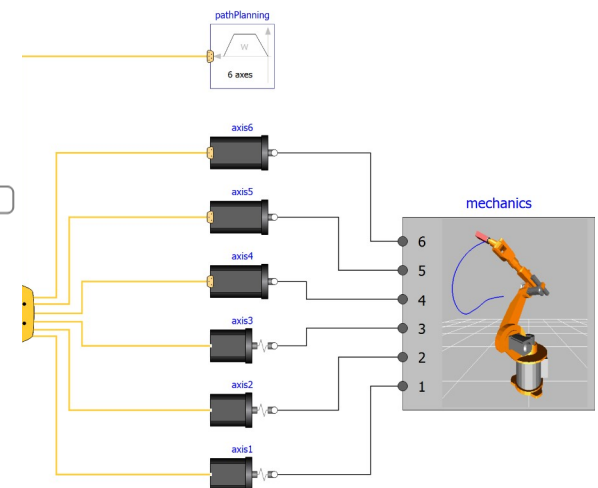 pathPlanning
w
6 axes
axis6
axis5
mechanics
6
5
axis4
4
axis3
3
2
axis2
1
axis1